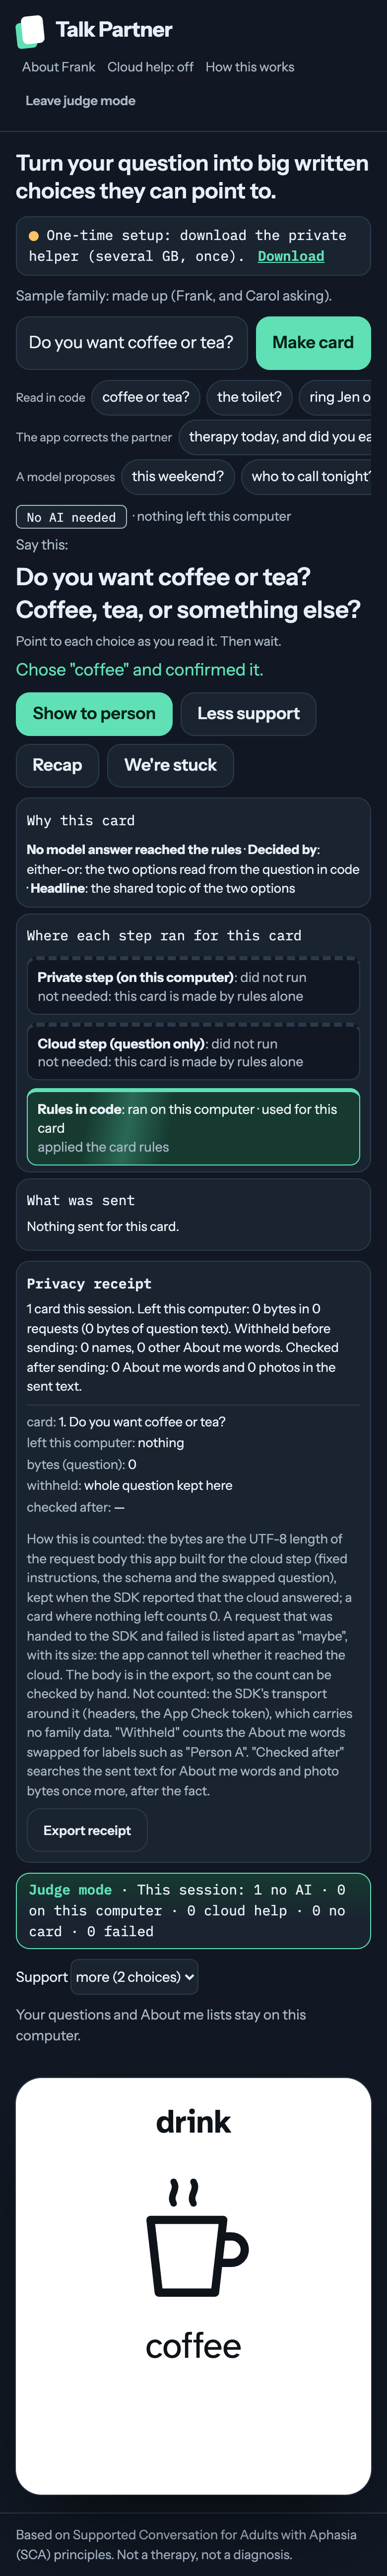 Talk Partner
About Frank Cloud help: off How this works
Leave judge mode
Turn your question into big written
choices they can point to.
One-time setup: download the private
helper (several GB, once). Download
Sample family: made up (Frank, and Carol asking).
Do you want coffee or tea? Make card
Read in code coffee or tea? the toilet? ring Jen o
The app corrects the partner therapy today, and did you ea
A model proposes this weekend? who to call tonight?
No AI needed · nothing left this computer
Say this:
Do you want coffee or tea?
Coffee, tea, or something else?
Point to each choice as you read it. Then wait.
Chose "coffee" and confirmed it.
Show to person Less support
Recap We're stuck
Why this card
No model answer reached the rules · Decided by:
either-or: the two options read from the question in code
· Headline: the shared topic of the two options
Where each step ran for this card
Private step (on this computer): did not run
not needed: this card is made by rules alone
Cloud step (question only): did not run
not needed: this card is made by rules alone
Rules in code: ran on this computer · used for this
card
applied the card rules
What was sent
Nothing sent for this card.
Privacy receipt
1 card this session. Left this computer: 0 bytes in 0
requests (0 bytes of question text). Withheld before
sending: 0 names, 0 other About me words. Checked
after sending: 0 About me words and 0 photos in the
sent text.
card: 1. Do you want coffee or tea?
left this computer: nothing
bytes (question): 0
withheld: whole question kept here
checked after: —
How this is counted: the bytes are the UTF-8 length of
the request body this app built for the cloud step (fixed
instructions, the schema and the swapped question),
kept when the SDK reported that the cloud answered; a
card where nothing left counts 0. A request that was
handed to the SDK and failed is listed apart as "maybe",
with its size: the app cannot tell whether it reached the
cloud. The body is in the export, so the count can be
checked by hand. Not counted: the SDK's transport
around it (headers, the App Check token), which carries
no family data. "Withheld" counts the About me words
swapped for labels such as "Person A". "Checked after"
searches the sent text for About me words and photo
bytes once more, after the fact.
Export receipt
Judge mode · This session: 1 no AI · 0
on this computer · 0 cloud help · 0 no
card · 0 failed
Support more (2 choices)
Your questions and About me lists stay on this
computer.
drink
coffee
Based on Supported Conversation for Adults with Aphasia
(SCA) principles. Not a therapy, not a diagnosis.